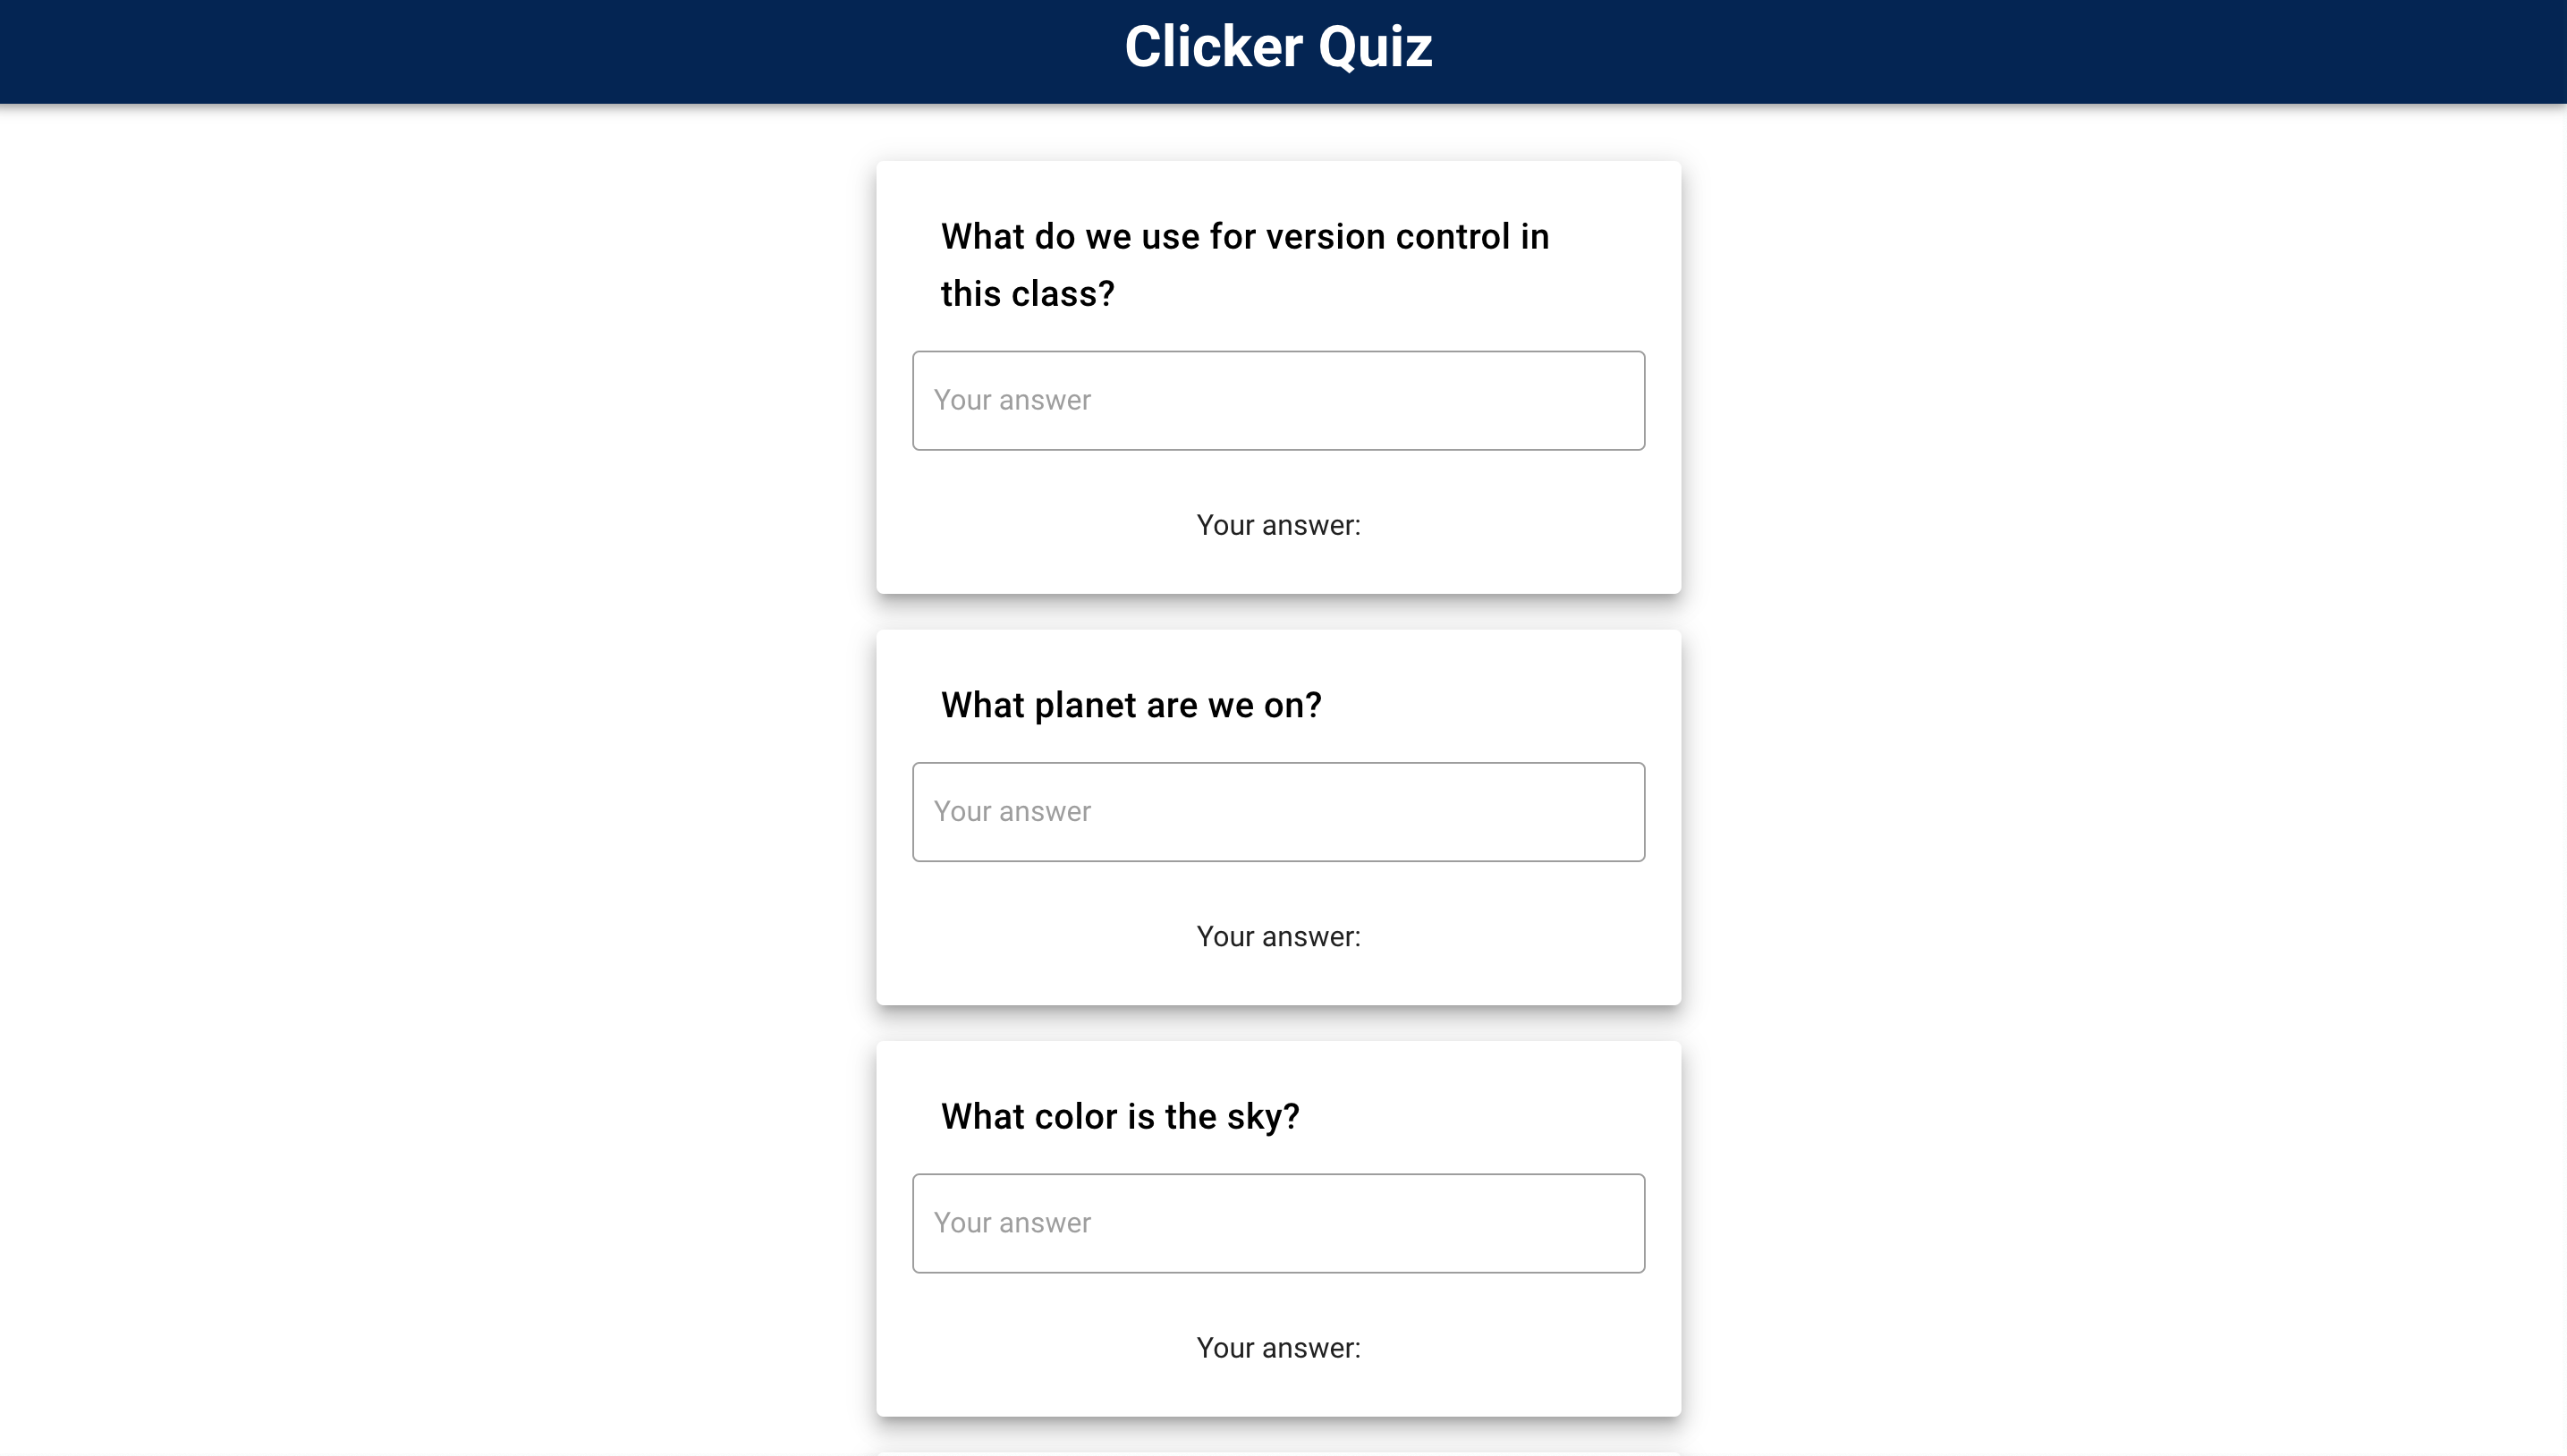 Clicker Quiz
What do we use for version control in
this class?
Your answer
Your answer:
What planet are we on?
Your answer
Your answer:
What color is the sky?
Your answer
Your answer: